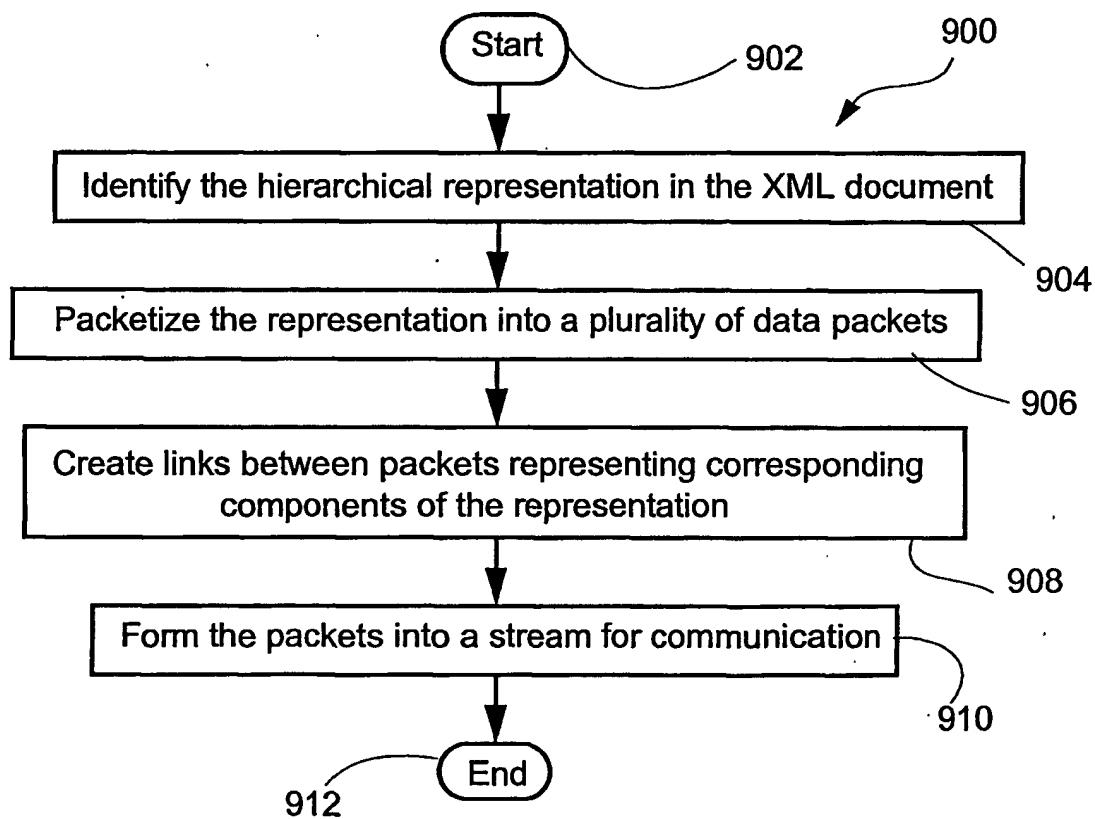 Start
902
900
Identify the hierarchical representation in the XML document
904
Packetize the representation into a plurality of data packets
906
Create links between packets representing corresponding
components of the representation
908
Form the packets into a stream for communication
910
End
912